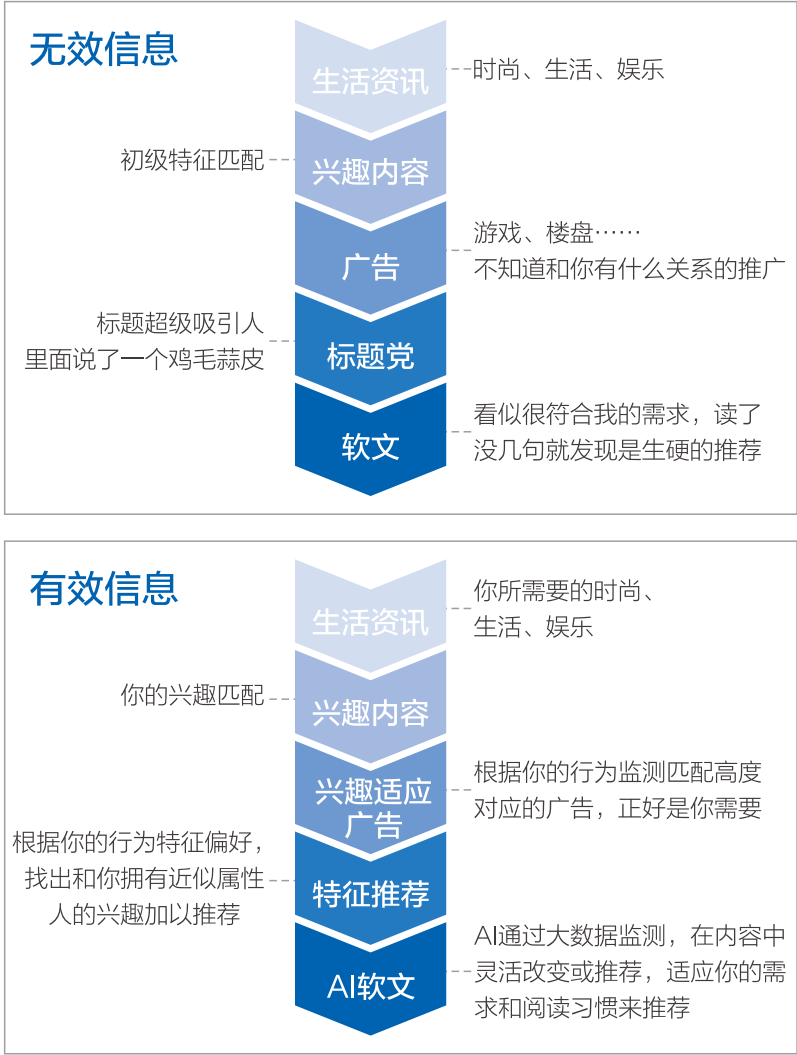 无效信息
生活资讯
时尚、生活、娱乐
初级特征匹配
兴趣内容
广告
游戏、楼盘……
不知道和你有什么关系的推广
标题超级吸引人
里面说了一个鸡毛蒜皮
标题党
软文
看似很符合我的需求，读了
没几句就发现是生硬的推荐
有效信息
生活资讯
你所需要的时尚、
生活、娱乐
你的兴趣匹配
兴趣内容
兴趣适应
广告
根据你的行为监测匹配高度
对应的广告，正好是你需要
根据你的行为特征偏好，
找出和你拥有近似属性
人的兴趣加以推荐
特征推荐
AI软文
AI通过大数据监测，在内容中
灵活改变或推荐，适应你的需
求和阅读习惯来推荐